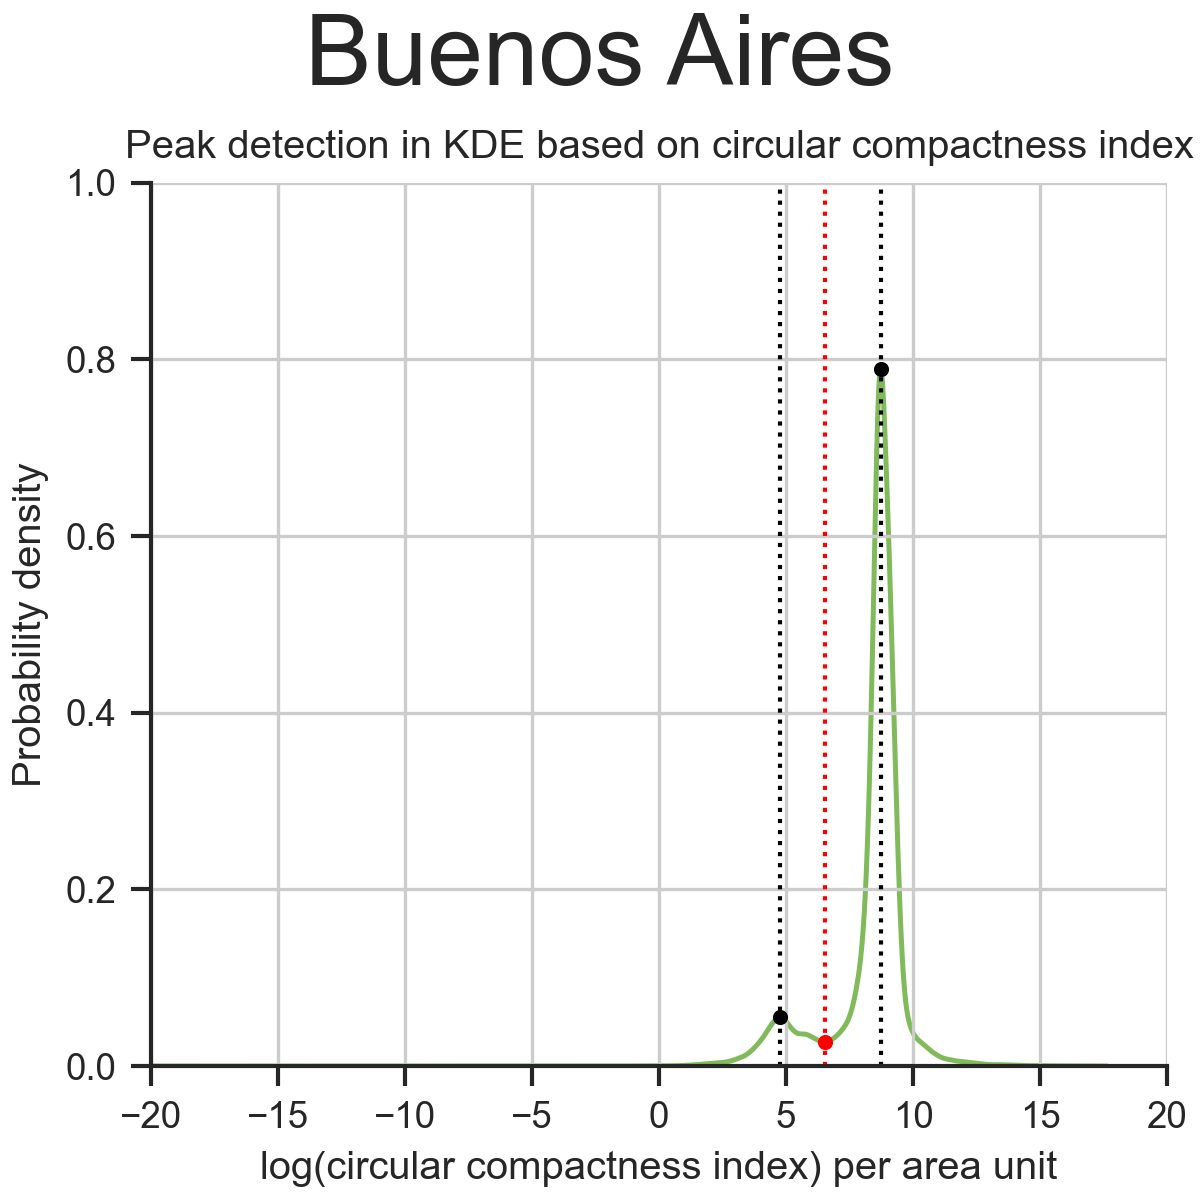 Buenos Aires
Peak detection in KDE based on circular compactness index
1.0
0.8
0.6
0.4
0.2
0.0
Probability density
−20 −15 −10 −5 0 5 10 15 20
log(circular compactness index) per area unit